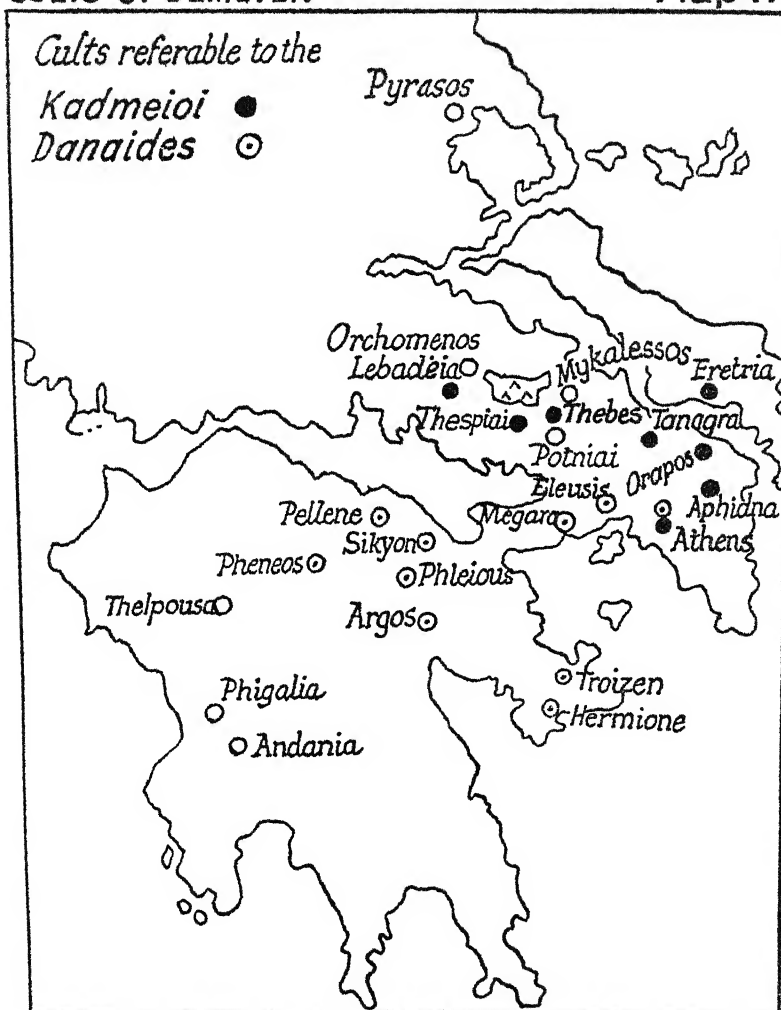 Cults referable to the
Kadmeioi
Danaides
Pyrasos
Orchomenos
Lebadeia
Mykalessos
Eretria
Thespiai
Thebes
Tanagra
Potniai
Orapos
Eleusis
Pellene
Megara
Aphidna
Sikyon
Athens
Pheneos
Phleious
Thelpousa
Argos
Troizen
Phigalia
Hermione
Andania